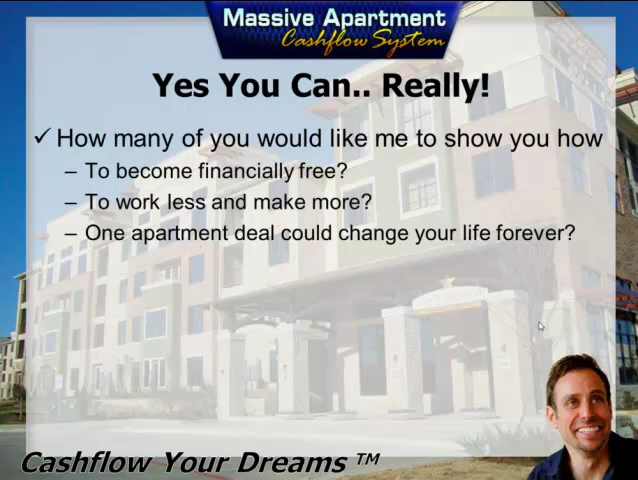 Massive Apartment
Cashflow System
Yes You Can.. Really!
✓ How many of you would like me to show you how
– To become financially free?
– To work less and make more?
– One apartment deal could change your life forever?
Cashflow Your Dreams ™